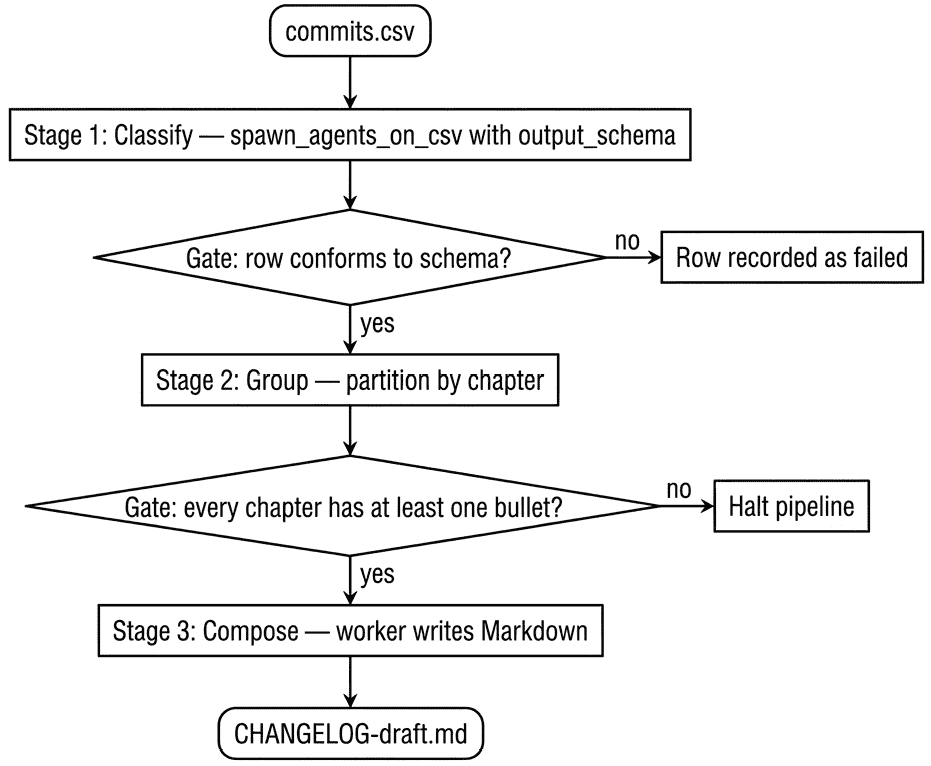 commits.csv
Stage 1: Classify — spawn_agents_on_csv with output_schema
Gate: row conforms to schema?
no
Row recorded as failed
yes
Stage 2: Group — partition by chapter
Gate: every chapter has at least one bullet?
no
Halt pipeline
yes
Stage 3: Compose — worker writes Markdown
CHANGELOG-draft.md